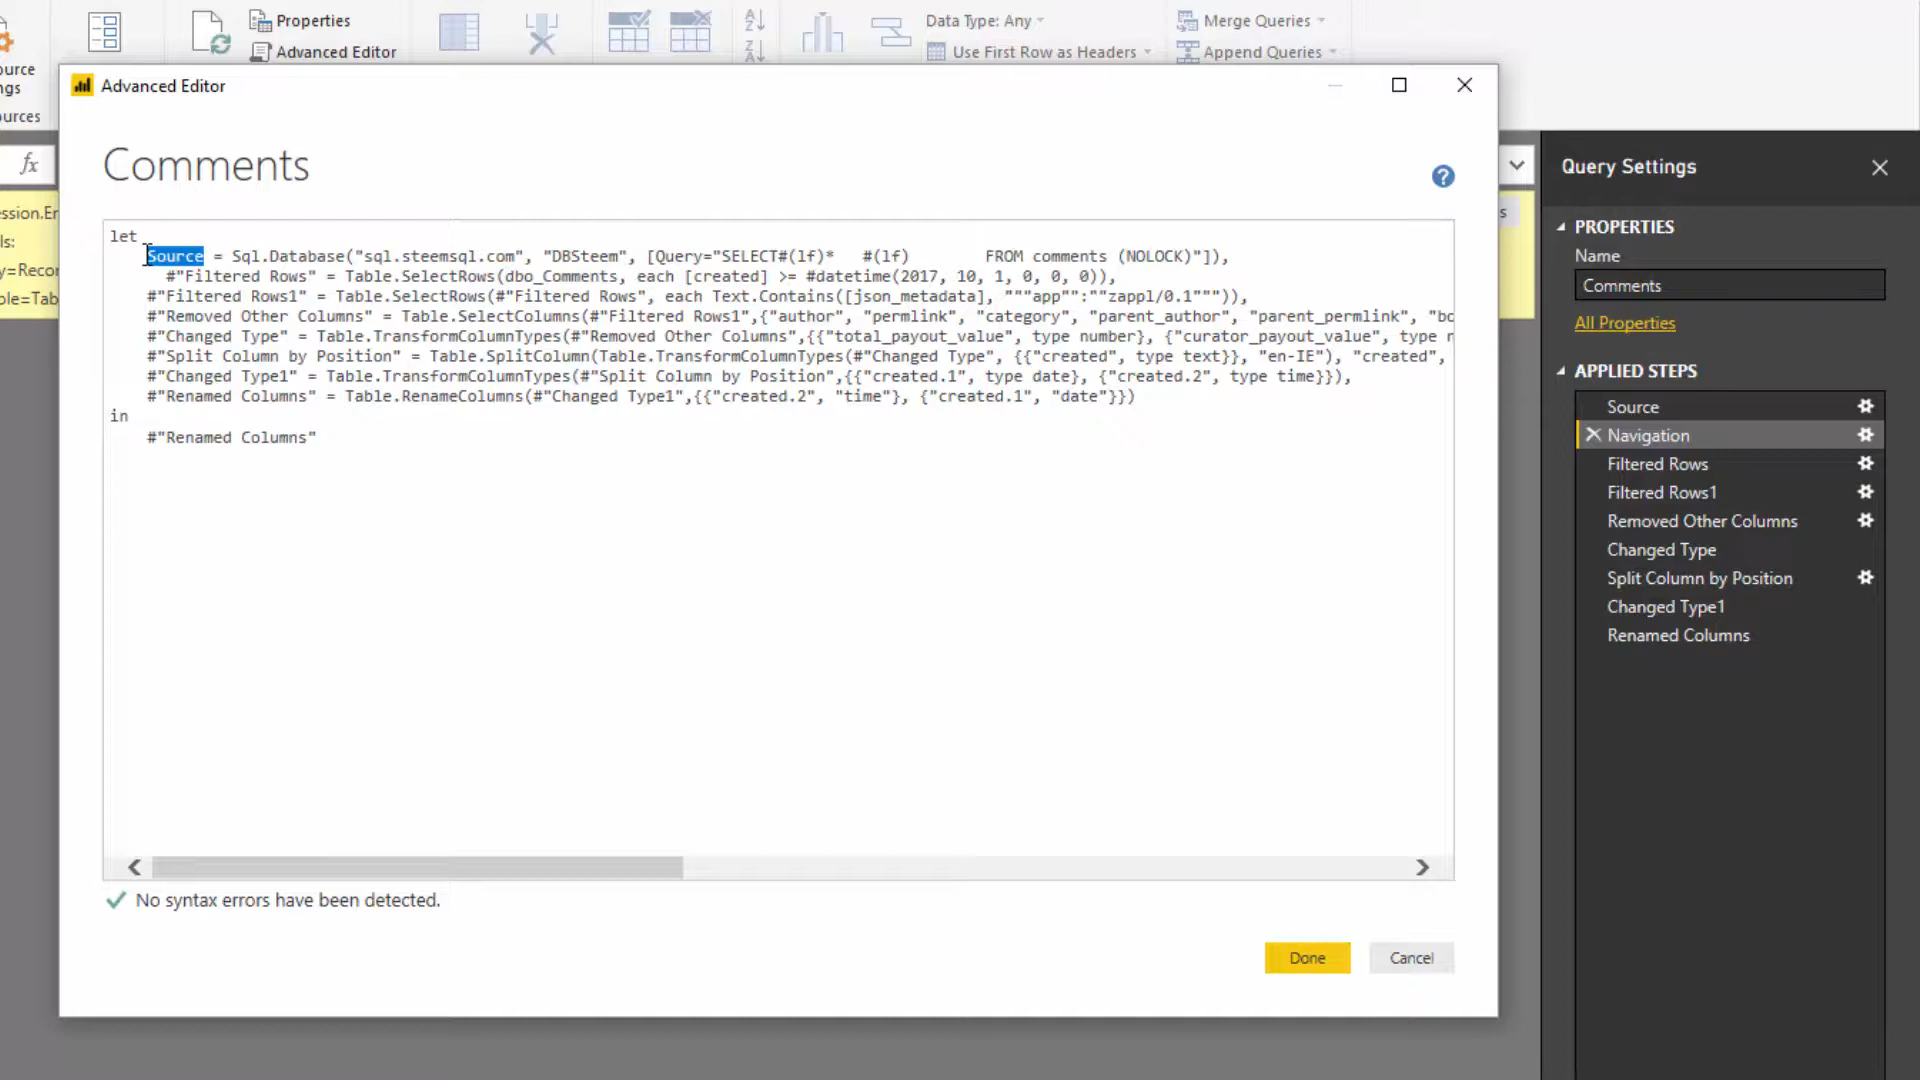 Properties
Data Type: Any
Merge Queries
Advanced Editor
Use First Row as Headers
Append Queries
Advanced Editor
Comments
let
Source = Sql.Database("sql.steemsql.com", "DBSteem", [Query="SELECT#(lf)*   #(lf)        FROM comments (NOLOCK)"]),
#"Filtered Rows" = Table.SelectRows(dbo_Comments, each [created] >= #datetime(2017, 10, 1, 0, 0, 0)),
#"Filtered Rows1" = Table.SelectRows(#"Filtered Rows", each Text.Contains([json_metadata], """app"":""zappl/0.1""")),
#"Removed Other Columns" = Table.SelectColumns(#"Filtered Rows1",{"author", "permlink", "category", "parent_author", "parent_permlink", "bo
#"Changed Type" = Table.TransformColumnTypes(#"Removed Other Columns",{{"total_payout_value", type number}, {"curator_payout_value", type n
#"Split Column by Position" = Table.SplitColumn(Table.TransformColumnTypes(#"Changed Type", {{"created", type text}}, "en-IE"), "created",
#"Changed Type1" = Table.TransformColumnTypes(#"Split Column by Position",{{"created.1", type date}, {"created.2", type time}}),
#"Renamed Columns" = Table.RenameColumns(#"Changed Type1",{{"created.2", "time"}, {"created.1", "date"}})
in
#"Renamed Columns"
No syntax errors have been detected.
Done
Cancel
Query Settings
PROPERTIES
Name
Comments
All Properties
APPLIED STEPS
Source
Navigation
Filtered Rows
Filtered Rows1
Removed Other Columns
Changed Type
Split Column by Position
Changed Type1
Renamed Columns